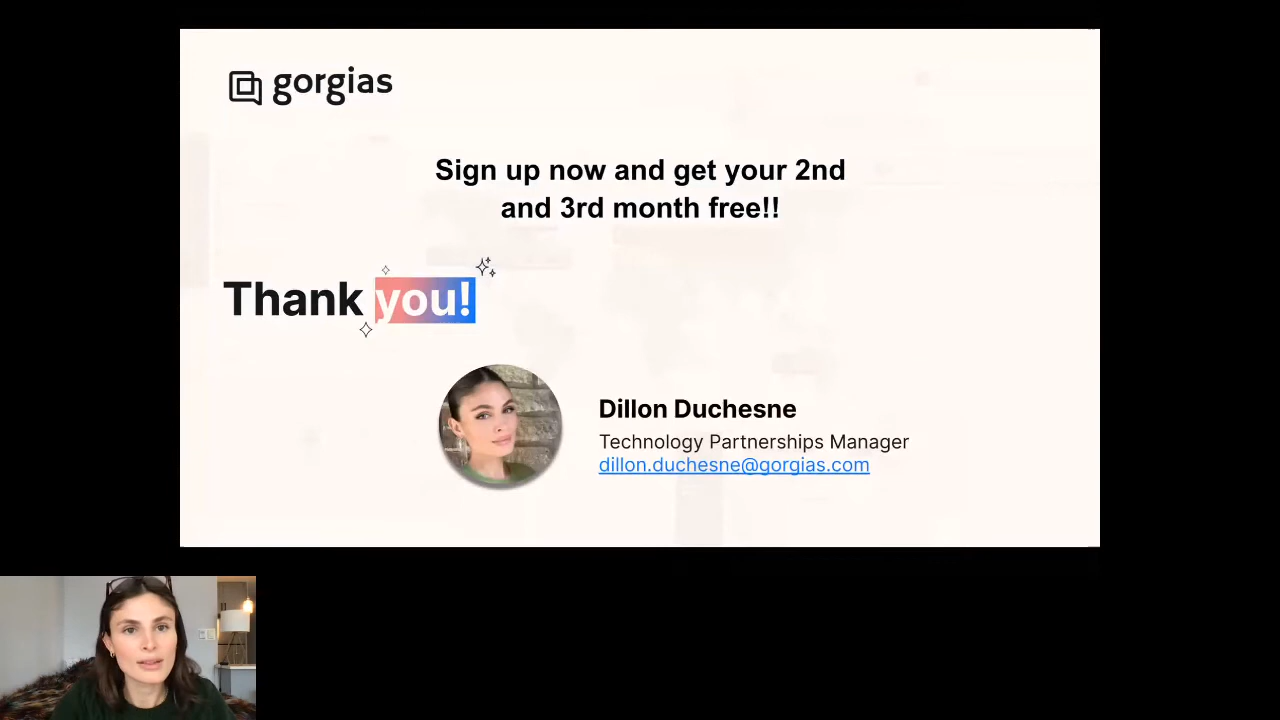 gorgias
Sign up now and get your 2nd
and 3rd month free!!
Thank you!
Dillon Duchesne
Technology Partnerships Manager
dillon.duchesne@gorgias.com